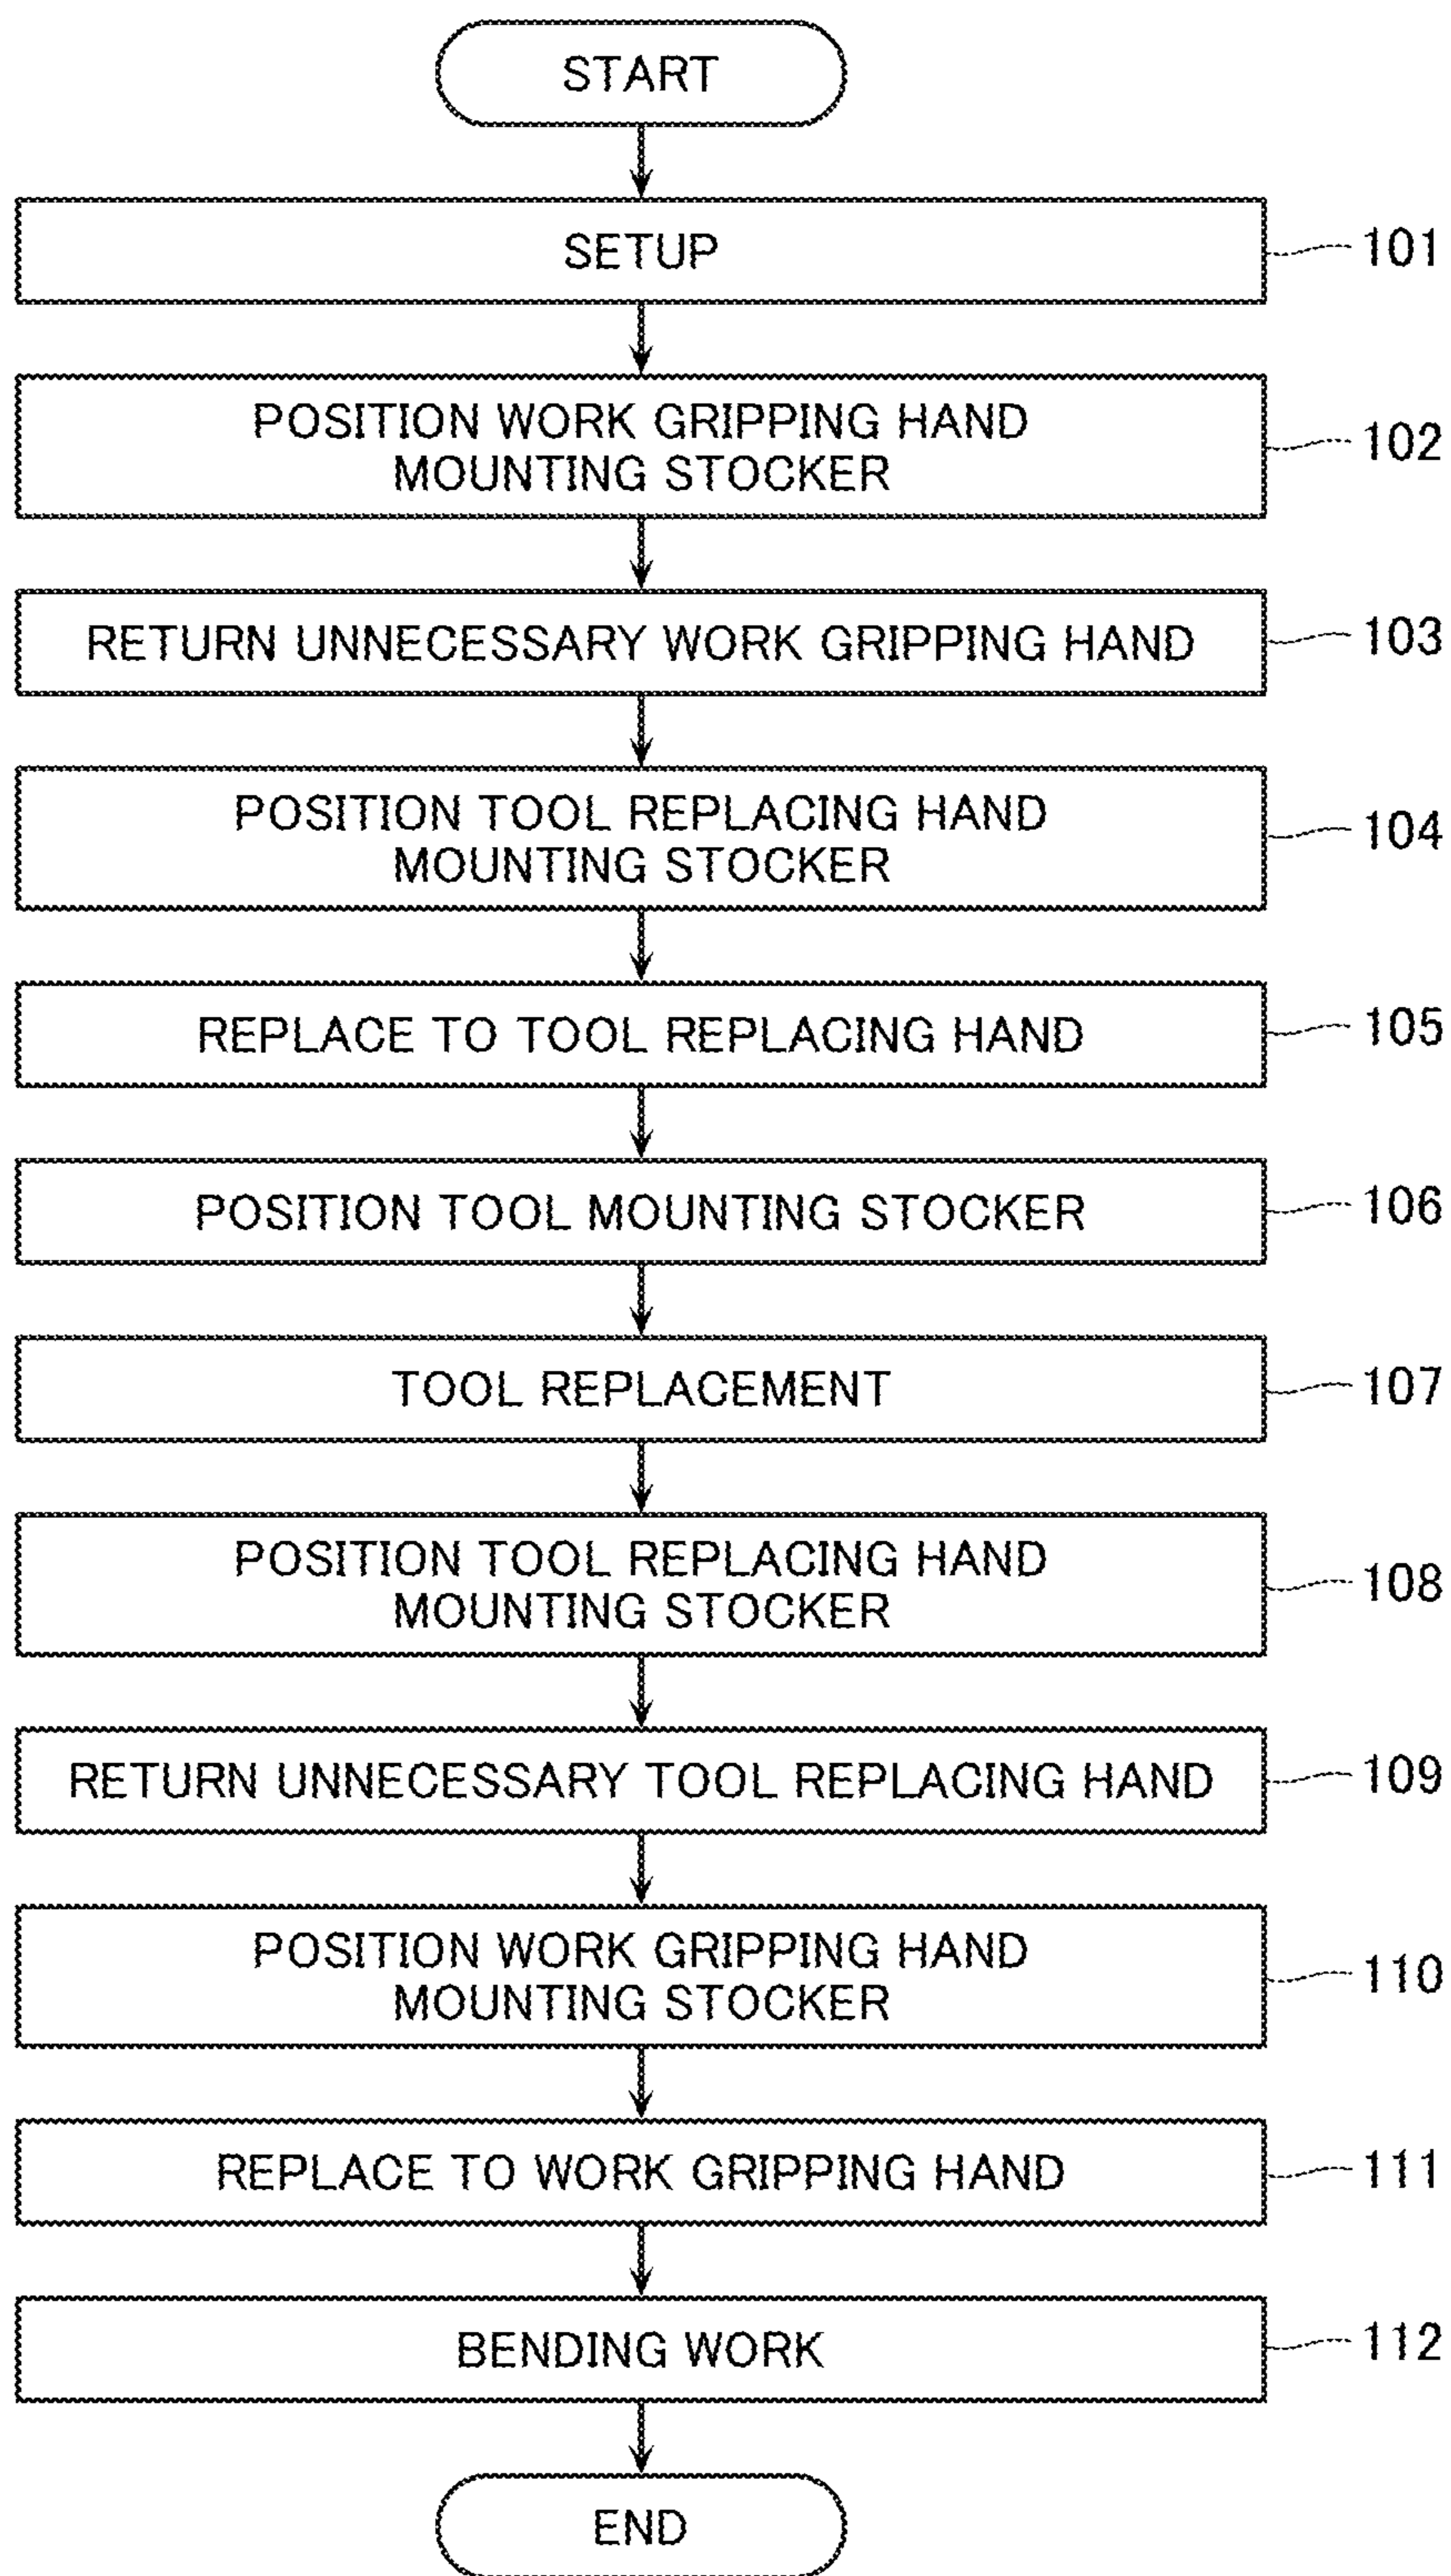 START
SETUP
101
POSITION WORK GRIPPING HAND
MOUNTING STOCKER
102
RETURN UNNECESSARY WORK GRIPPING HAND
103
POSITION TOOL REPLACING HAND
MOUNTING STOCKER
104
REPLACE TO TOOL REPLACING HAND
105
POSITION TOOL MOUNTING STOCKER
106
TOOL REPLACEMENT
107
POSITION TOOL REPLACING HAND
MOUNTING STOCKER
108
RETURN UNNECESSARY TOOL REPLACING HAND
109
POSITION WORK GRIPPING HAND
MOUNTING STOCKER
110
REPLACE TO WORK GRIPPING HAND
111
BENDING WORK
112
END